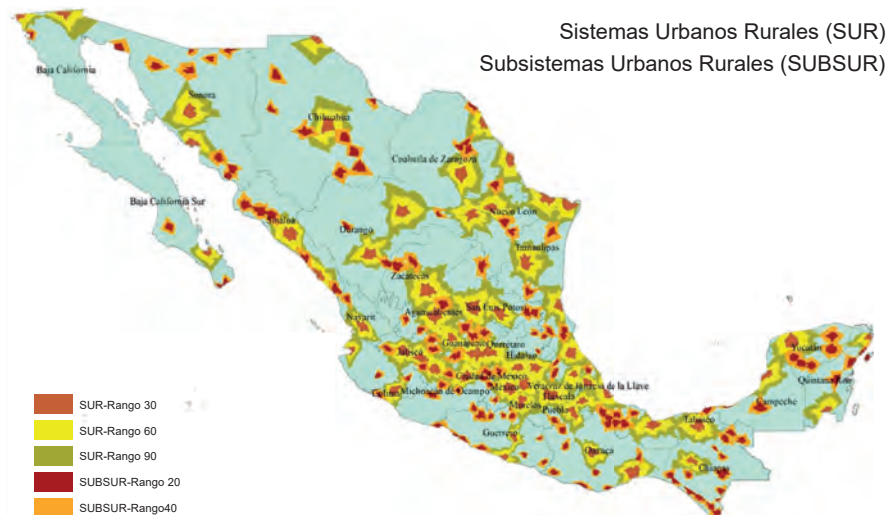 Sistemas Urbanos Rurales (SUR)
Subsistemas Urbanos Rurales (SUBSUR)
Baja California
Sonora
Chihuahua
Coahuila de Zaragoza
Baja California Sur
Sinaloa
Durango
Nuevo León
Tamaulipas
Zacatecas
Aguascalientes
San Luis Potosí
Nayarit
Guanajuato
Querétaro
Jalisco
Hidalgo
Yucatán
Ciudad de México
Quintana Roo
Colima
Michoacán de Ocampo
México
Veracruz de Ignacio de la Llave
Tlaxcala
Campeche
Morelos
Puebla
Tabasco
Guerrero
Oaxaca
Chiapas
SUR-Rango 30
SUR-Rango 60
SUR-Rango 90
SUBSUR-Rango 20
SUBSUR-Rango40